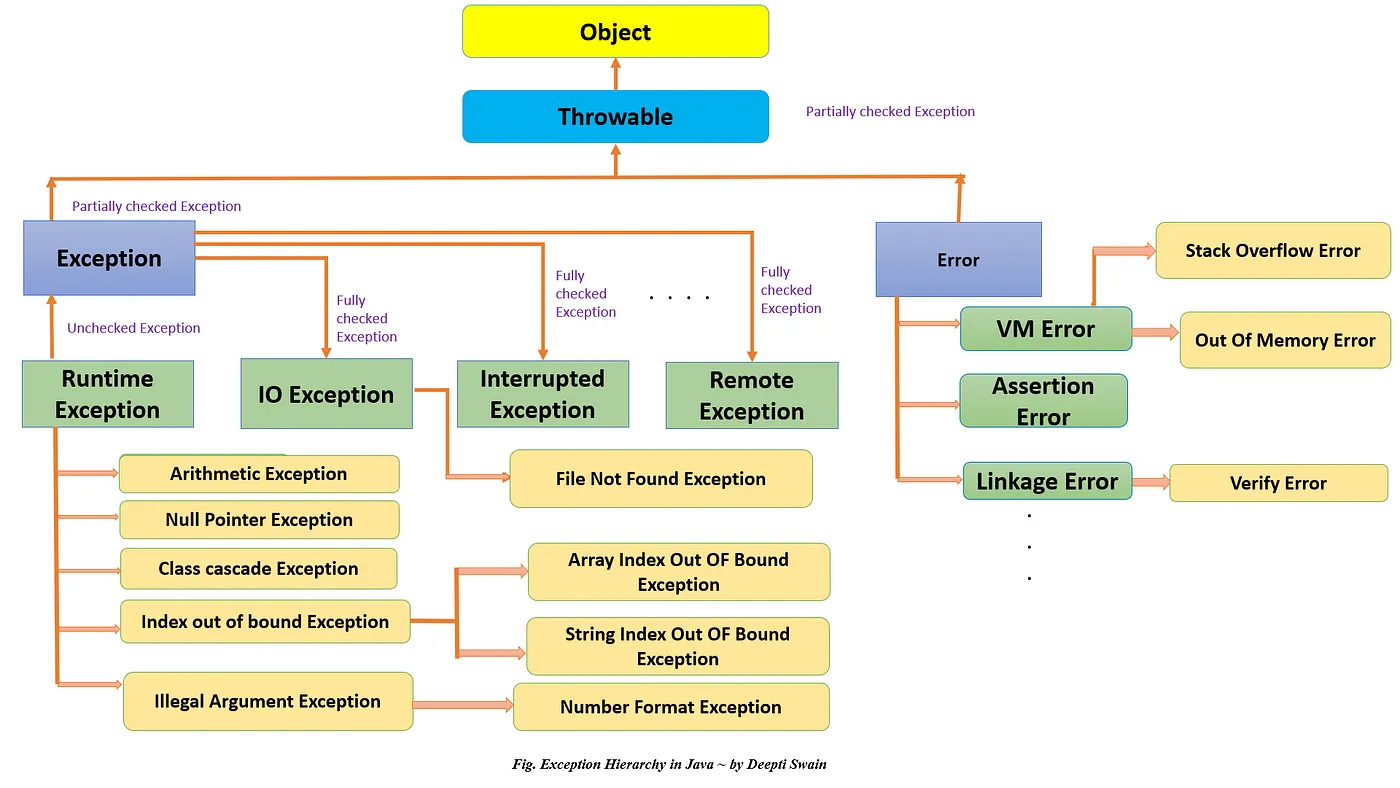 Object
Throwable
Partially checked Exception
Partially checked Exception
Exception
Error
Stack Overflow Error
Fully
checked
Exception
Fully
checked
Exception
. . . .
Fully
checked
Exception
Unchecked Exception
VM Error
Out Of Memory Error
Runtime
Exception
IO Exception
Interrupted
Exception
Remote
Exception
Assertion
Error
Arithmetic Exception
File Not Found Exception
Linkage Error
Verify Error
.
.
.
Null Pointer Exception
Class cascade Exception
Array Index Out OF Bound
Exception
Index out of bound Exception
String Index Out OF Bound
Exception
Illegal Argument Exception
Number Format Exception
Fig. Exception Hierarchy in Java ~ by Deepti Swain